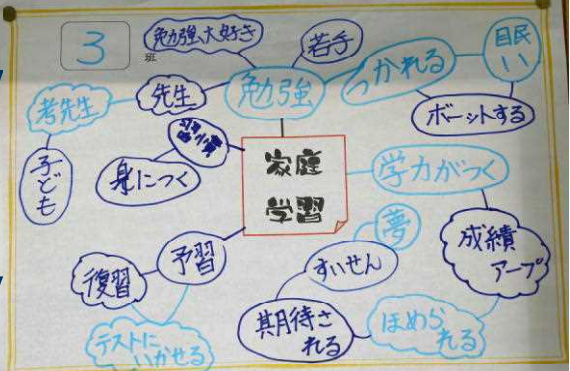 3
班
勉強大好き
若手
目民
い
考先生
先生
勉強
つかれる
ボーットする
子ども
身につく
家庭
学習
学力がつく
夢
復習
予習
すいせん
成績
アープ
テストに
いかせる
期待さ
れる
ほめら
れる